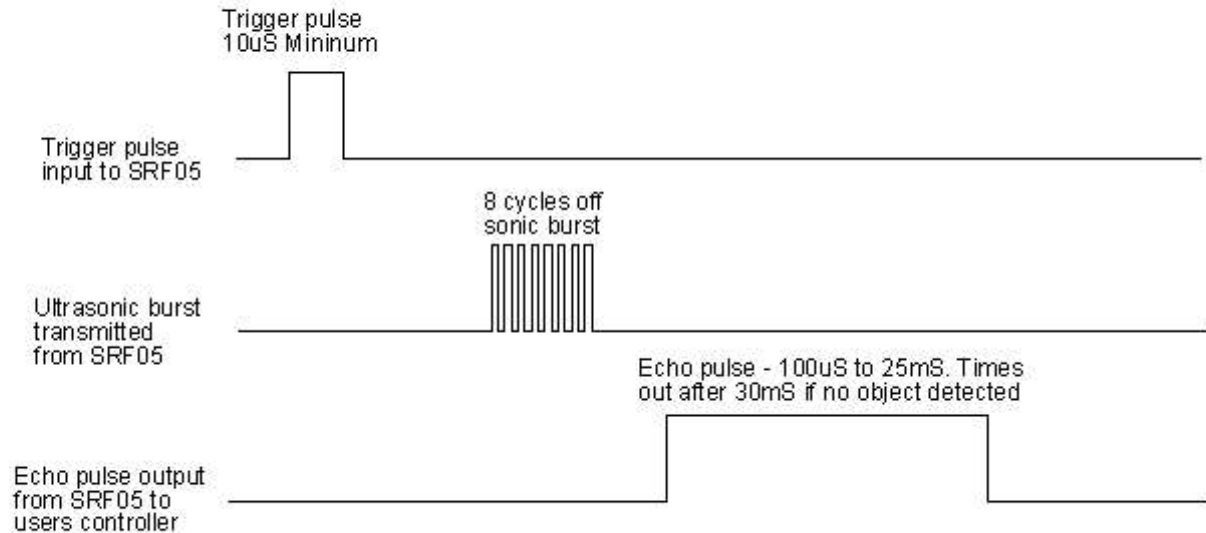 Trigger pulse
10uS Mininum
Trigger pulse
input to SRF05
8 cycles off
sonic burst
Ultrasonic burst
transmitted
from SRF05
Echo pulse - 100uS to 25mS. Times
out after 30mS if no object detected
Echo pulse output
from SRF05 to
users controller